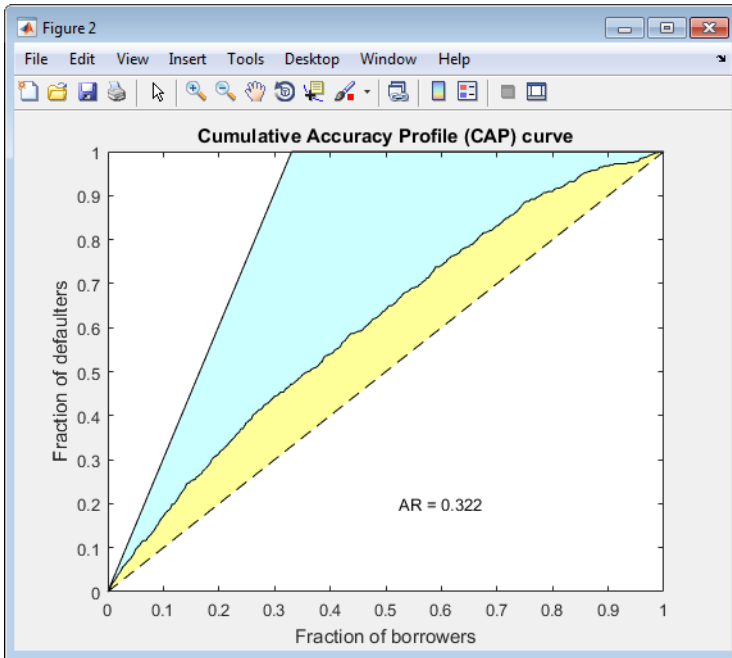 Figure 2
File Edit View Insert Tools Desktop Window Help
Cumulative Accuracy Profile (CAP) curve
1
0.9
0.8
0.7
0.6
0.5
0.4
0.3
0.2
0.1
0
Fraction of defaulters
AR = 0.322
0 0.1 0.2 0.3 0.4 0.5 0.6 0.7 0.8 0.9 1
Fraction of borrowers